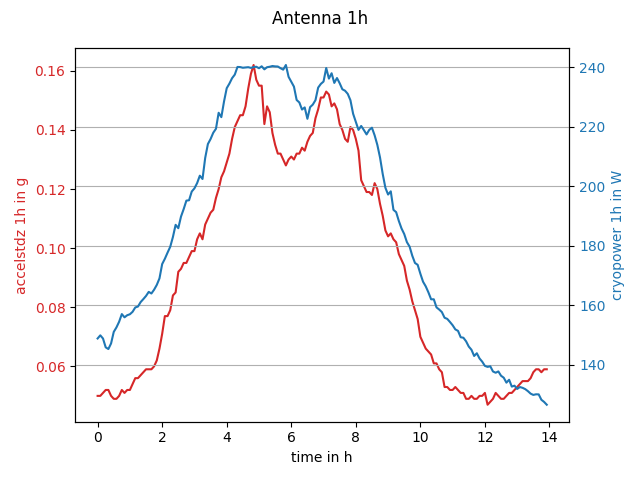 Antenna 1h
accelstdz 1h in g
0.16
0.14
0.12
0.10
0.08
0.06
240
220
200
180
160
140
cryopower 1h in W
0 2 4 6 8 10 12 14
time in h